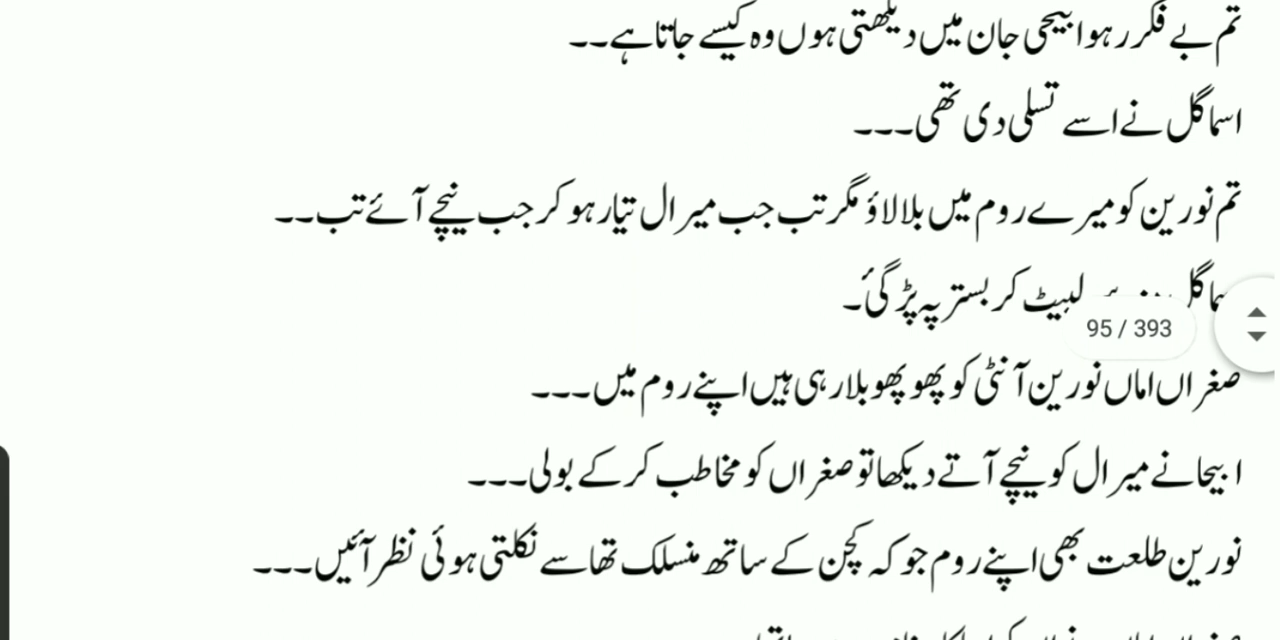 تم بے فکر رہو ابیحی جان میں دیکھتی ہوں وہ کیسے جاتا ہے۔۔
اسما گل نے اسے تسلی دی تھی۔۔۔
تم نورین کو میرے روم میں بلا لاؤ مگر تب جب میرال تیار ہو کر جب نیچے آئے تب۔۔
گل لپیٹ کر بستر پہ پڑ گئی۔
95 / 393
صغراں اماں نورین آنٹی کو پھوپھو بلا رہی ہیں اپنے روم میں۔۔۔
ابیحا نے میرال کو نیچے آتے دیکھا تو صغراں کو مخاطب کر کے بولی۔۔۔
نورین طلعت بھی اپنے روم جو کہ کچن کے ساتھ منسلک تھا سے نکلتی ہوئی نظر آئیں۔۔۔